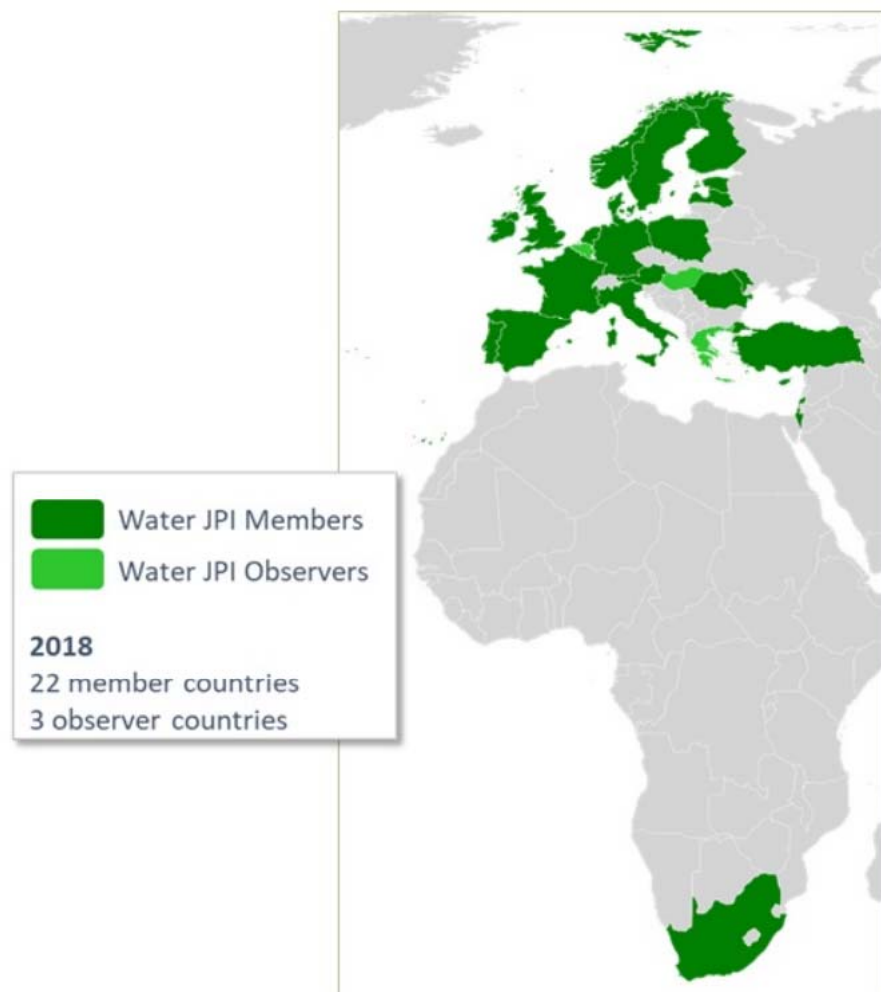 Water JPI Members
Water JPI Observers
2018
22 member countries
3 observer countries